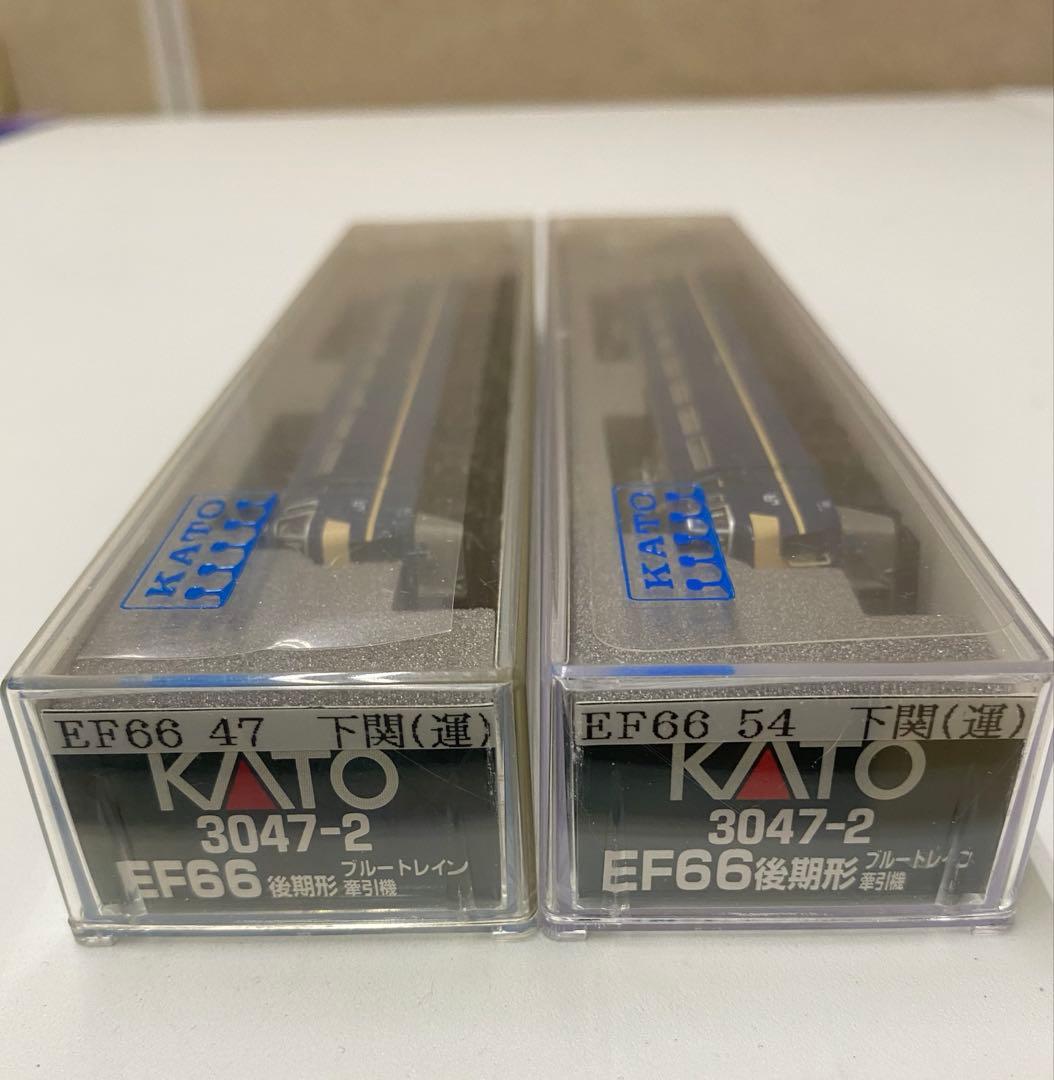 KATO
EF66 47 下関(運)
KATO
3047-2
EF66 後期形 ブルートレイン
牽引機
KATO
EF66 54 下関(運)
KATO
3047-2
EF66 後期形 ブルートレイン
牽引機